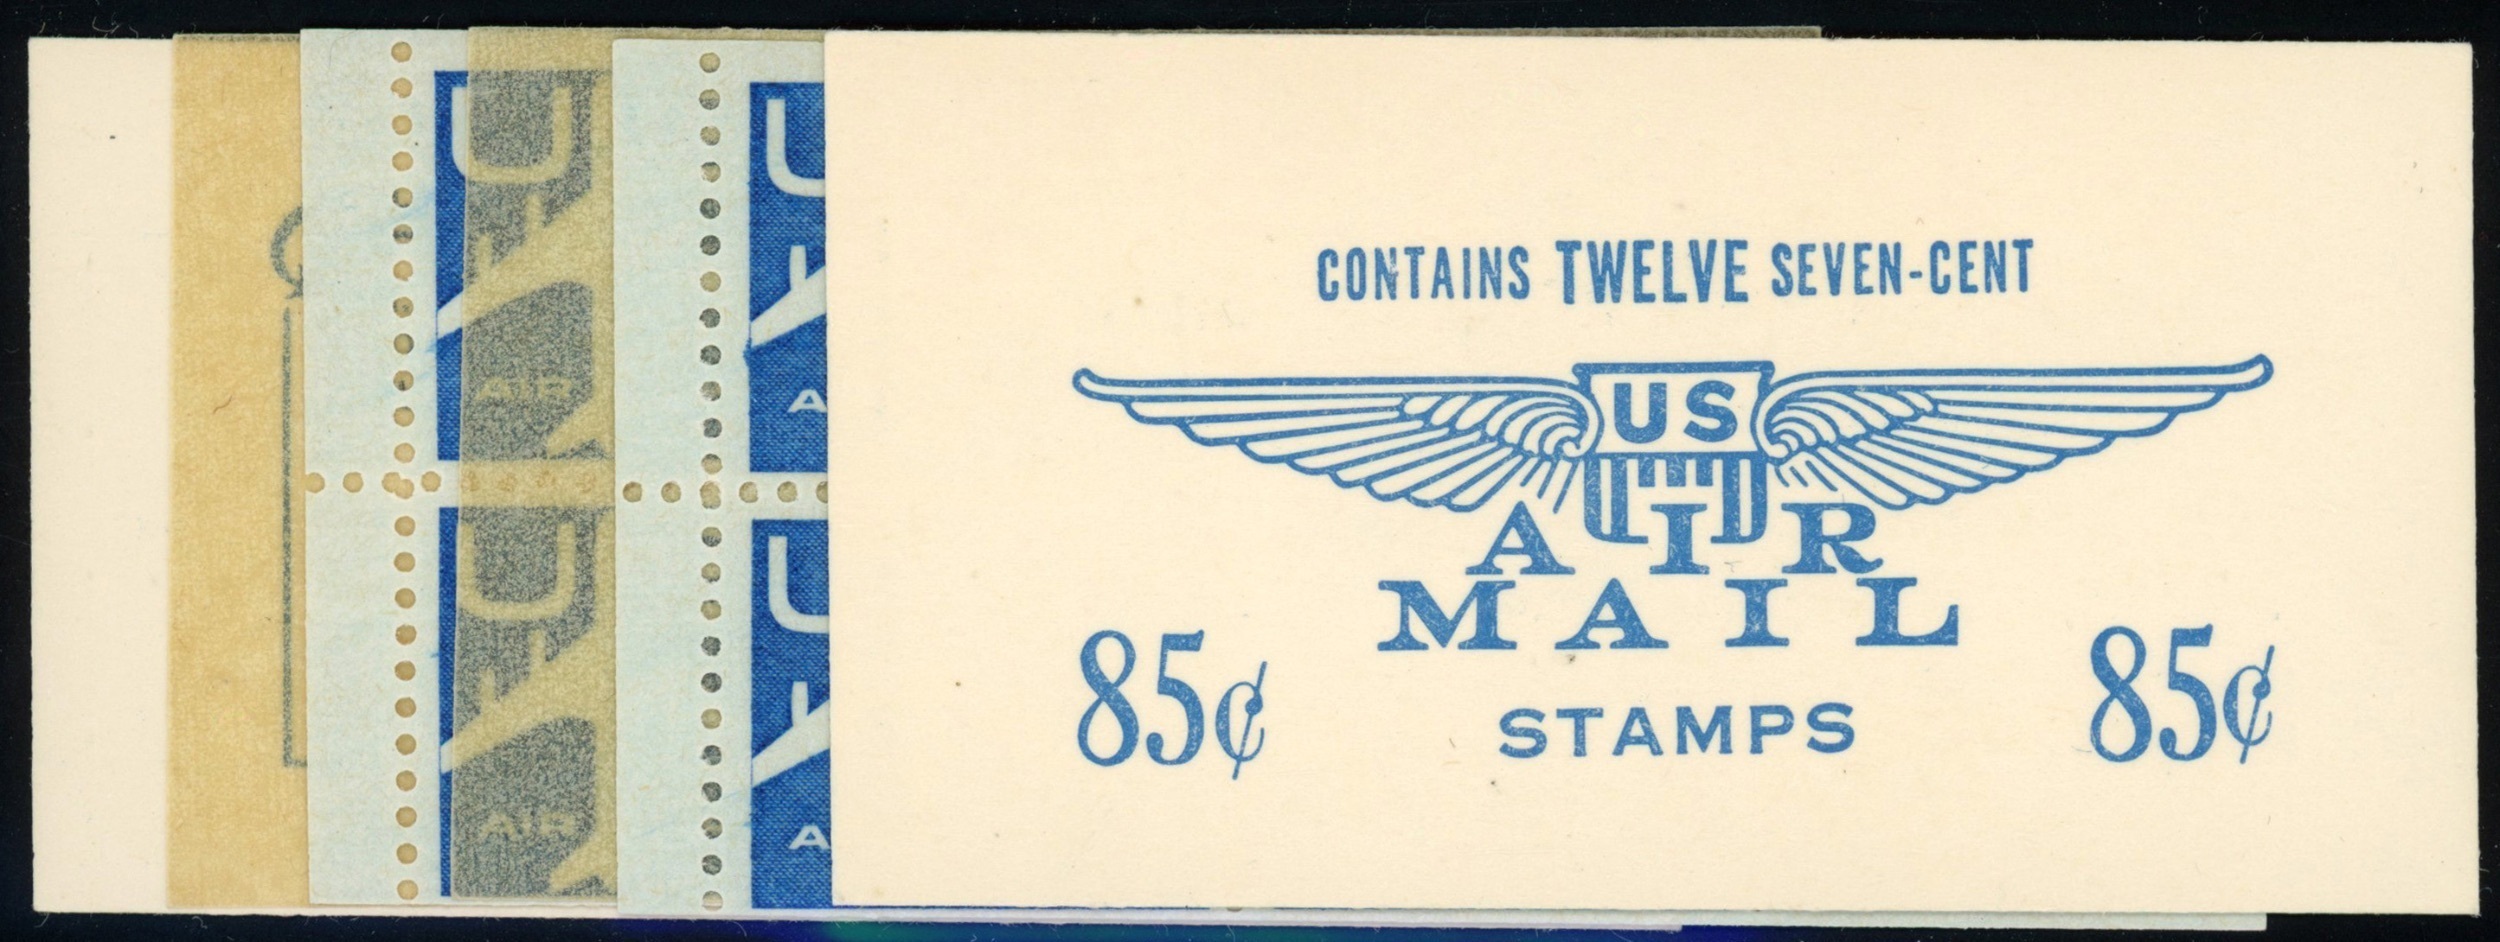 CONTAINS TWELVE SEVEN-CENT
US
AIR
MAIL
STAMPS
85¢
85¢
U
AIR
U
AIR
U
A
U
A